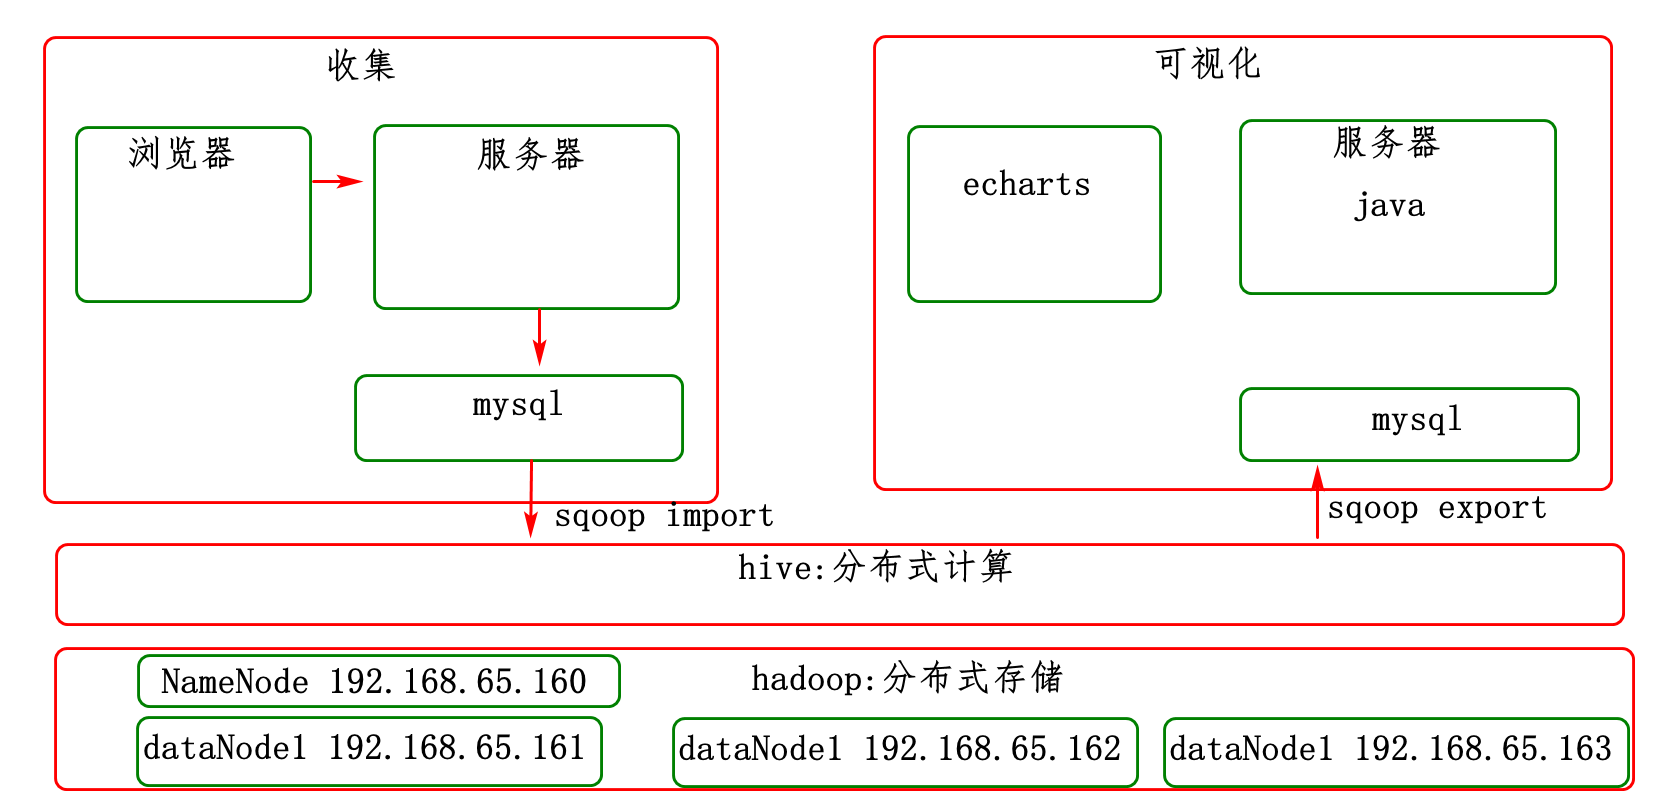 收集
浏览器
服务器
mysql
sqoop import
可视化
echarts
服务器
java
mysql
sqoop export
hive:分布式计算
hadoop:分布式存储
NameNode 192.168.65.160
dataNode1 192.168.65.161
dataNode1 192.168.65.162
dataNode1 192.168.65.163